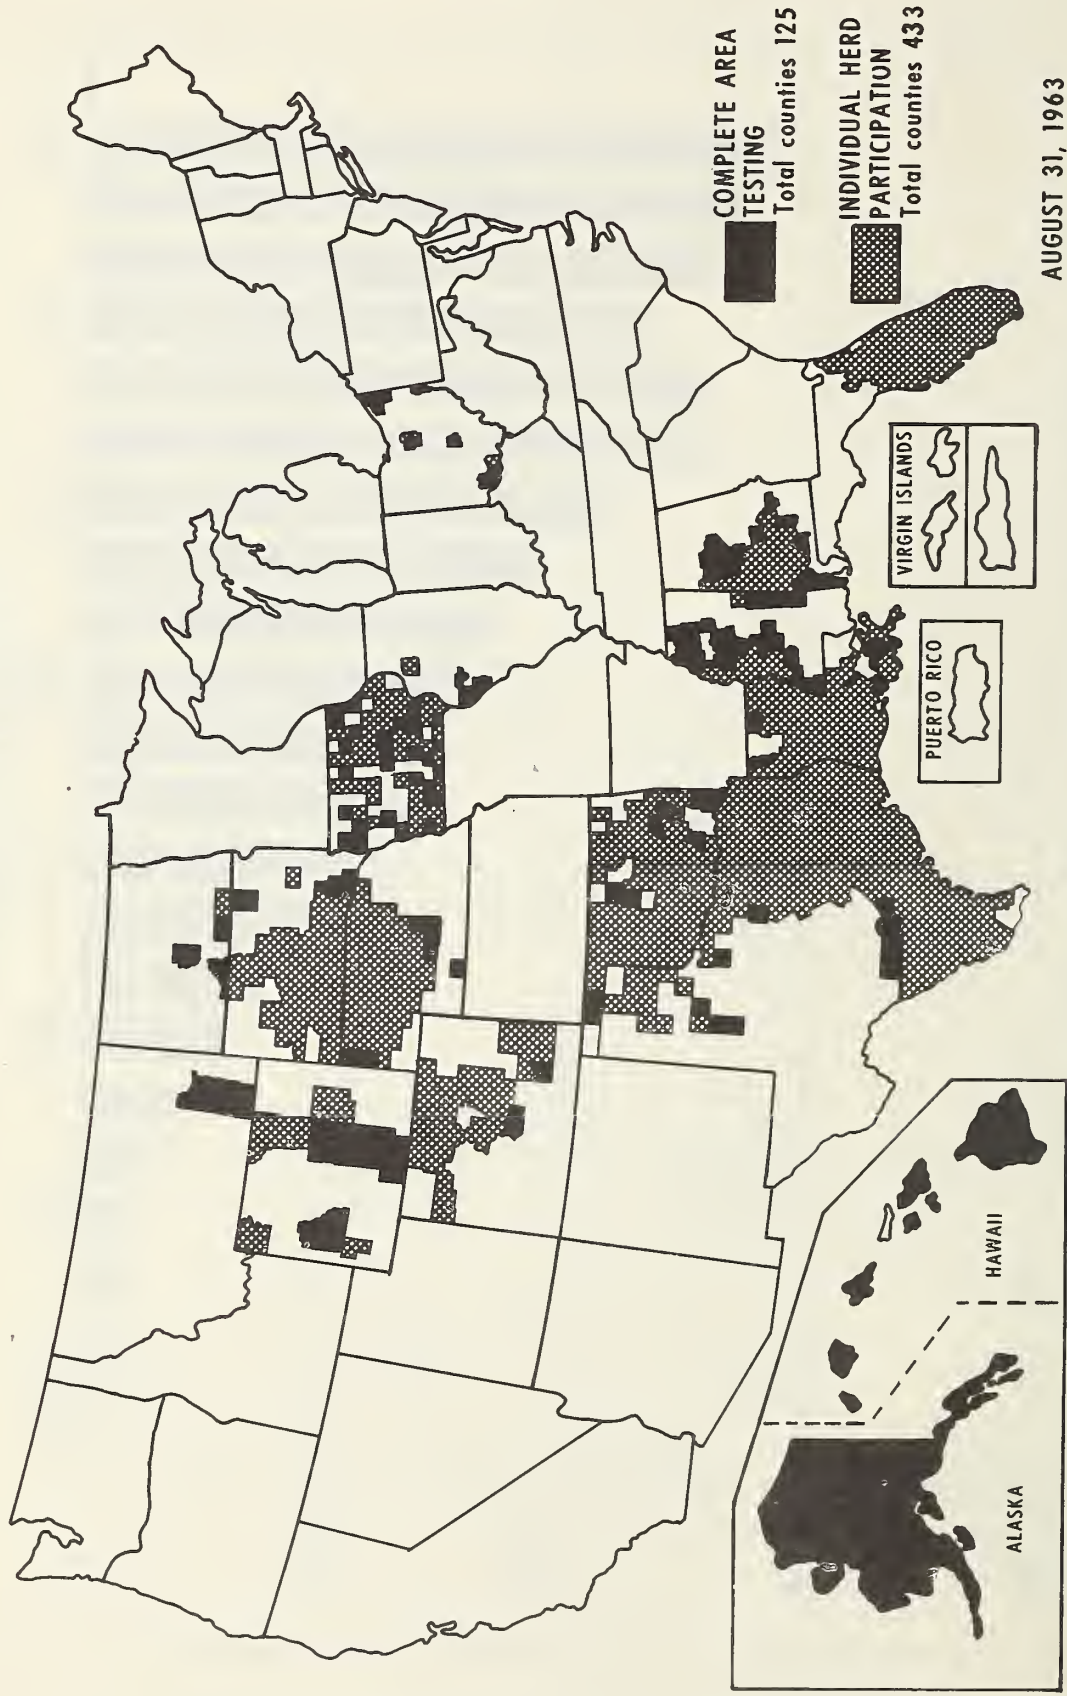 COMPLETE AREA
TESTING
Total counties 125
INDIVIDUAL HERD
PARTICIPATION
Total counties 433
VIRGIN ISLANDS
PUERTO RICO
HAWAII
ALASKA
AUGUST 31, 1963